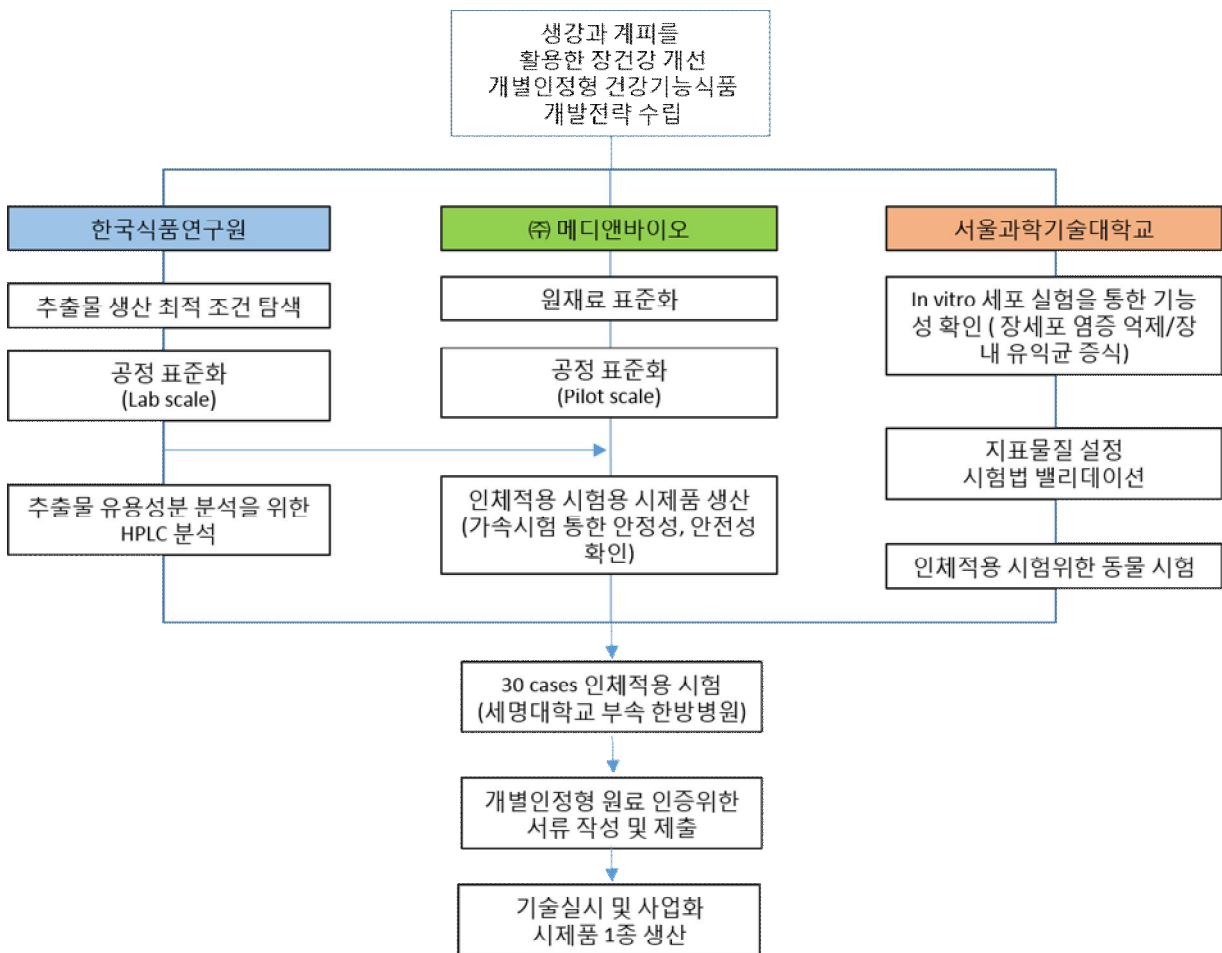 생강과 계피를
활용한 장건강 개선
개별인정형 건강기능식품
개발전략 수립
한국식품연구원
㈜ 메디앤바이오
서울과학기술대학교
추출물 생산 최적 조건 탐색
원재료 표준화
In vitro 세포 실험을 통한 기능
성 확인 ( 장세포 염증 억제/장
내 유익균 증식)
공정 표준화
(Lab scale)
공정 표준화
(Pilot scale)
지표물질 설정
시험법 밸리데이션
추출물 유용성분 분석을 위한
HPLC 분석
인체적용 시험용 시제품 생산
(가속시험 통한 안정성, 안전성
확인)
인체적용 시험위한 동물 시험
30 cases 인체적용 시험
(세명대학교 부속 한방병원)
개별인정형 원료 인증위한
서류 작성 및 제출
기술실시 및 사업화
시제품 1종 생산